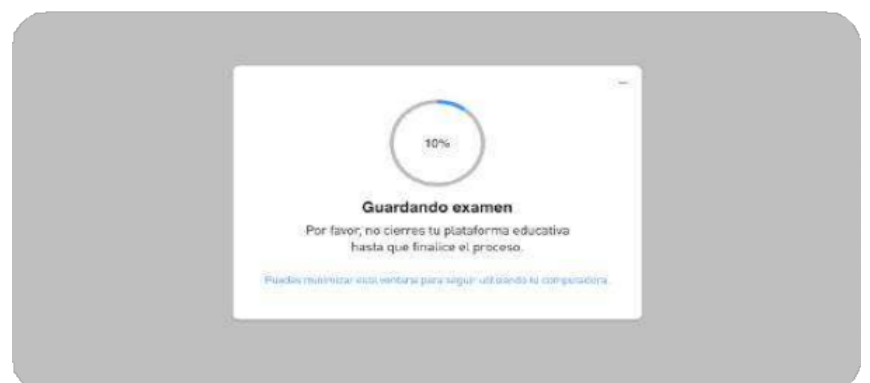 10%
Guardando examen
Por favor, no cierres tu plataforma educativa
hasta que finalice el proceso.
Puedes minimizar esta ventana para seguir utilizando tu computadora.